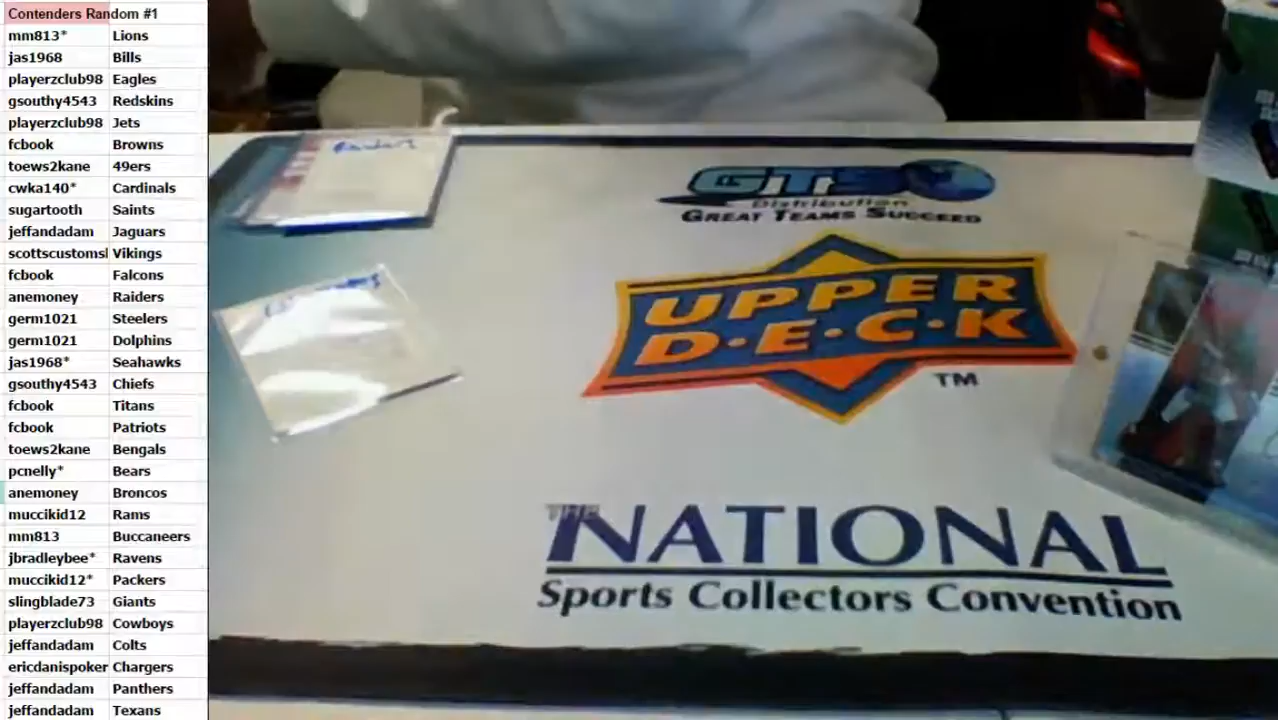 Contenders Random #1
mm813* Lions
jas1968 Bills
playerzclub98 Eagles
gsouthy4543 Redskins
playerzclub98 Jets
fcbook Browns
toews2kane 49ers
cwka140* Cardinals
sugartooth Saints
jeffandadam Jaguars
scottscustomsl Vikings
fcbook Falcons
anemoney Raiders
germ1021 Steelers
germ1021 Dolphins
jas1968* Seahawks
gsouthy4543 Chiefs
fcbook Titans
fcbook Patriots
toews2kane Bengals
pcnelly* Bears
anemoney Broncos
muccikid12 Rams
mm813 Buccaneers
jbradleybee* Ravens
muccikid12* Packers
slingblade73 Giants
playerzclub98 Cowboys
jeffandadam Colts
ericdanispoker Chargers
jeffandadam Panthers
jeffandadam Texans
GTS
Distribution
GREAT TEAMS SUCCEED
UPPER
D•E•C•K
TM
THE
NATIONAL
Sports Collectors Convention